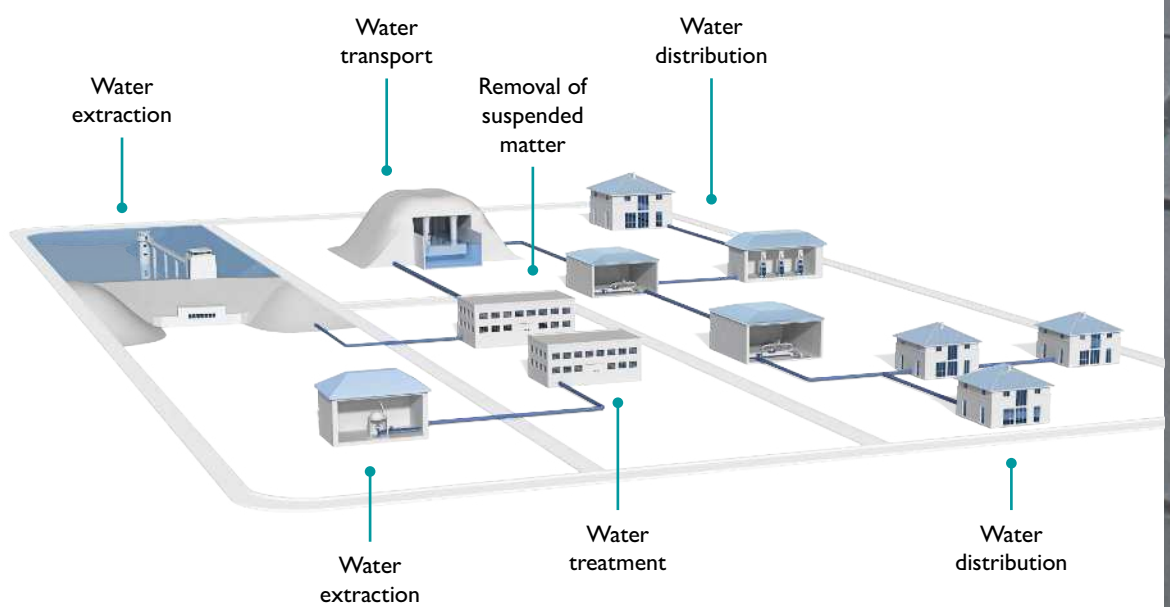 Water
transport
Water
distribution
Water
extraction
Removal of
suspended
matter
Water
extraction
Water
treatment
Water
distribution